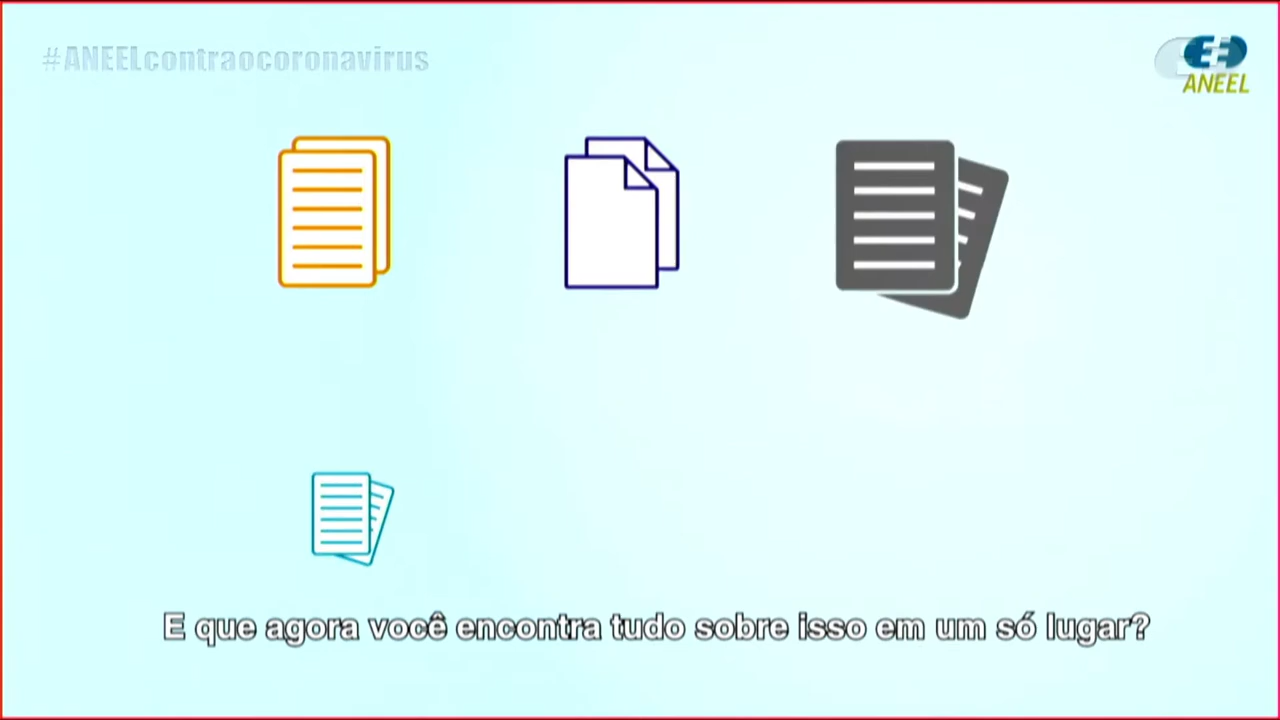 #ANEELcontraocoronavirus
ANEEL
E que agora você encontra tudo sobre isso em um só lugar?